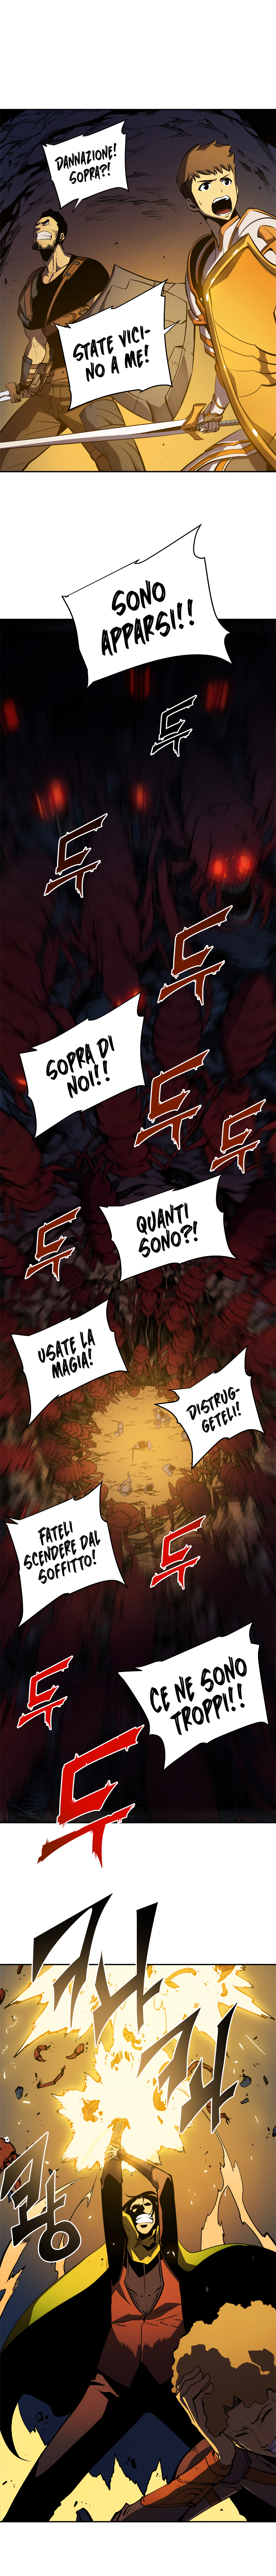 DANNAZIONE!
SOPRA?!
STATE VICI-
NO A ME!
SONO
APPARSI!!
두
두
두
SOPRA DI
NOI!!
두
두
QUANTI
SONO?!
두
USATE LA
MAGIA!
DISTRUG-
GETELI!
FATELI
SCENDERE DAL
SOFFITTO!
두
CE NE SONO
TROPPI!!
두
두
콰
쾅